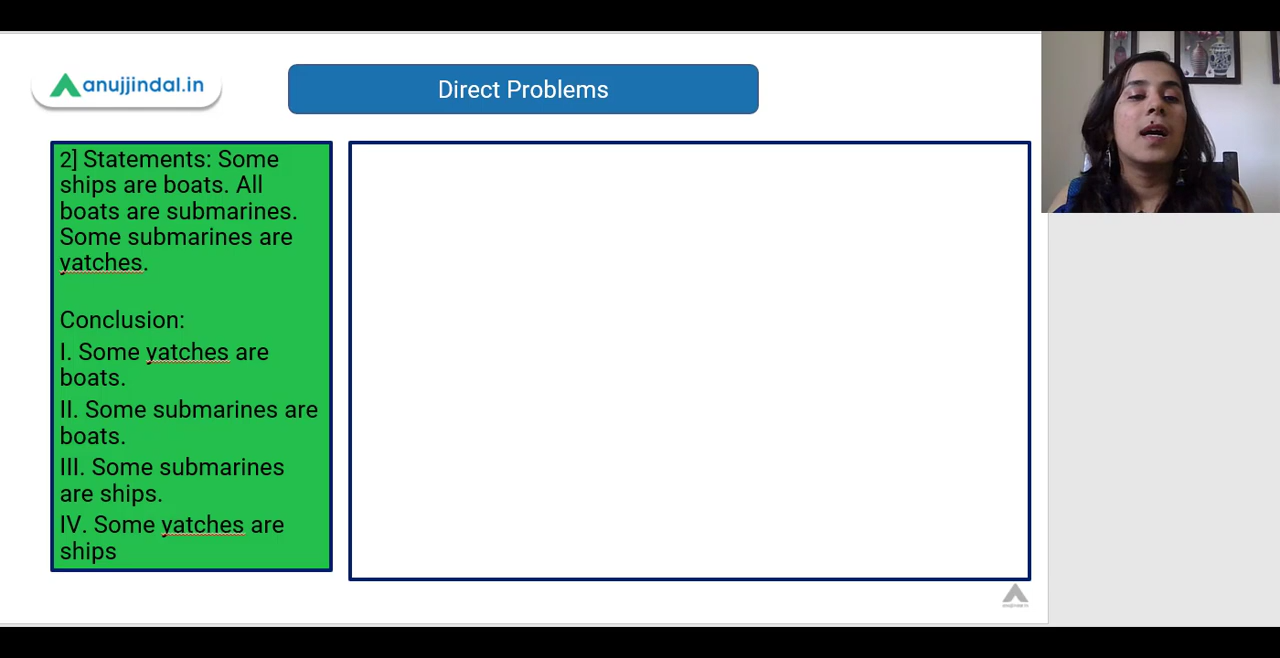 anujjindal.in
Direct Problems
2] Statements: Some
ships are boats. All
boats are submarines.
Some submarines are
yatches.
Conclusion:
I. Some yatches are
boats.
II. Some submarines are
boats.
III. Some submarines
are ships.
IV. Some yatches are
ships